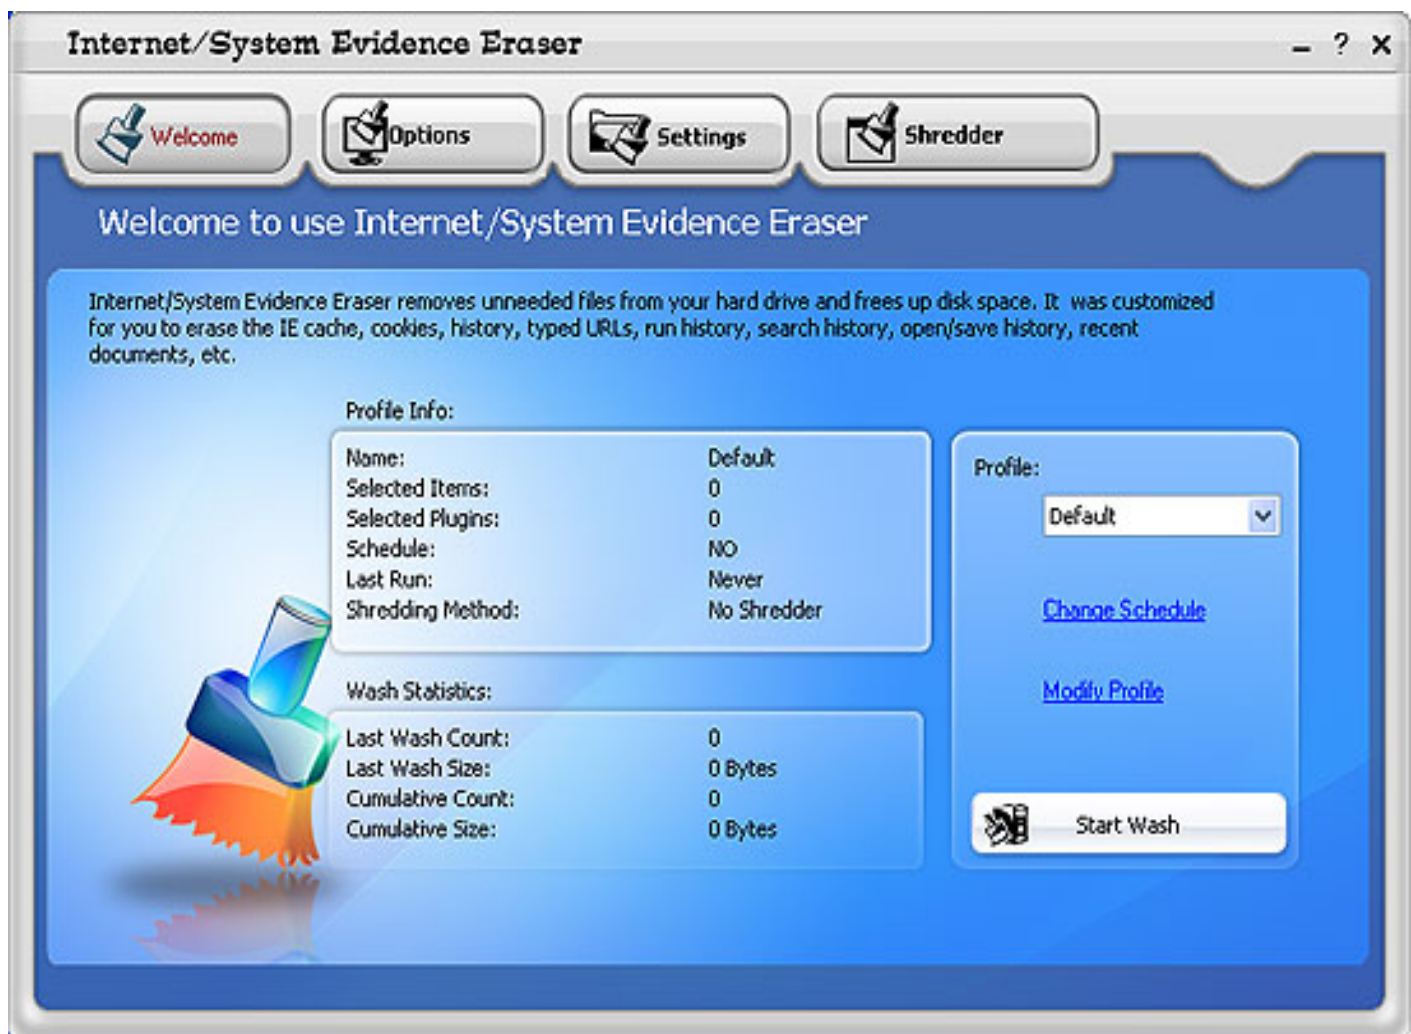 Internet/System Evidence Eraser
? 
Welcome
Options
Settings
Shredder
Welcome to use Internet/System Evidence Eraser
Internet/System Evidence Eraser removes unneeded files from your hard drive and frees up disk space. It was customized
for you to erase the IE cache, cookies, history, typed URLs, run history, search history, open/save history, recent
documents, etc.
Profile Info:
Name: Default
Selected Items: 0
Selected Plugins: 0
Schedule: NO
Last Run: Never
Shredding Method: No Shredder
Wash Statistics:
Last Wash Count: 0
Last Wash Size: 0 Bytes
Cumulative Count: 0
Cumulative Size: 0 Bytes
Profile:
Default
Change Schedule
Modify Profile
Start Wash